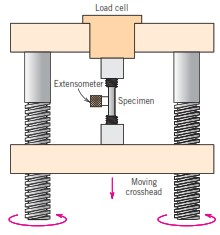 Load cell
Extensometer
Specimen
Moving
crosshead